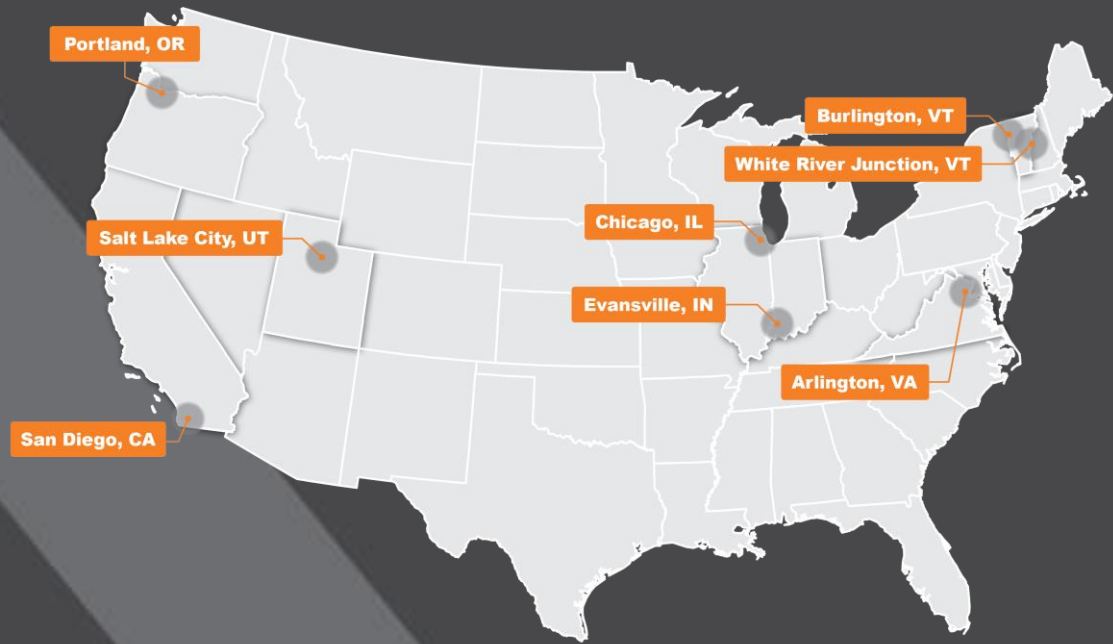 Portland, OR
Burlington, VT
White River Junction, VT
Chicago, IL
Salt Lake City, UT
Evansville, IN
Arlington, VA
San Diego, CA